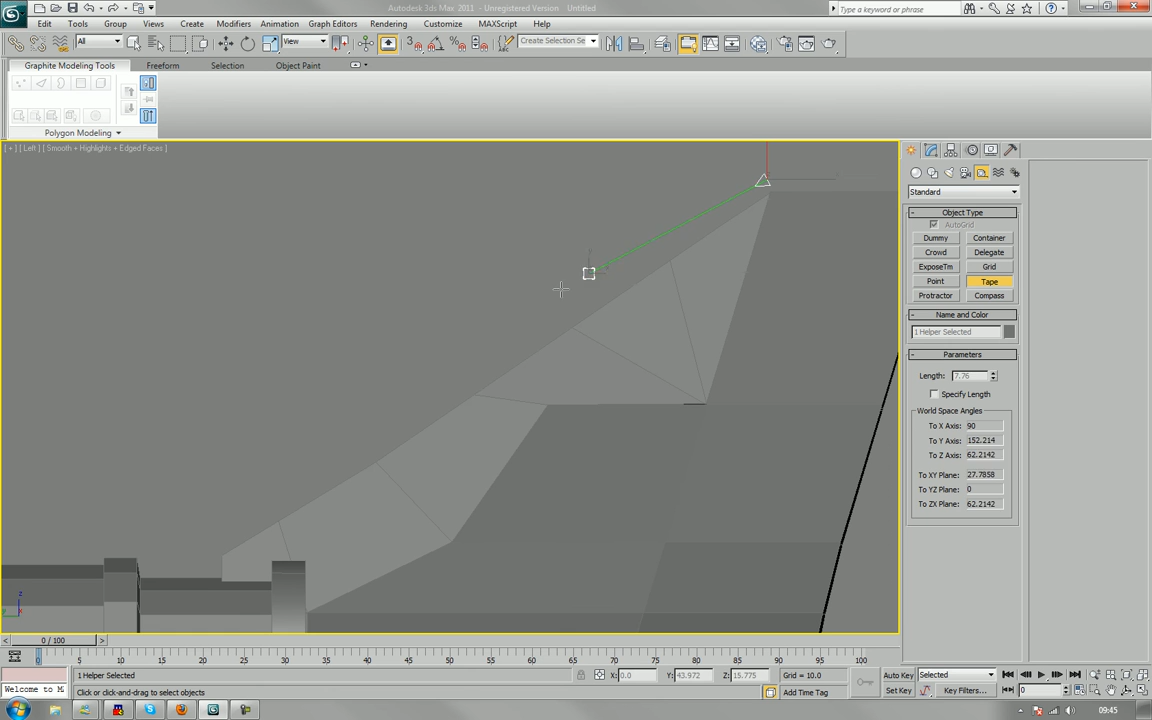 Autodesk 3ds Max 2011 - Unregistered Version Untitled
Type a keyword or phrase
Edit Tools Group Views Create Modifiers Animation Graph Editors Rendering Customize MAXScript Help
All
View
Create Selection Se
Graphite Modeling Tools Freeform Selection Object Paint
Polygon Modeling
[ + ] [ Left ] [ Smooth + Highlights + Edged Faces ]
Standard
- Object Type
AutoGrid
Dummy Container
Crowd Delegate
ExposeTm Grid
Point Tape
Protractor Compass
- Name and Color
1 Helper Selected
- Parameters
Length: 7.76
Specify Length
World Space Angles
To X Axis: 90
To Y Axis: 152.214
To Z Axis: 62.2142
To XY Plane: 27.7858
To YZ Plane: 0
To ZX Plane: 62.2142
z
< 0 / 100 >
0 5 10 15 20 25 30 35 40 45 50 55 60 65 70 75 80 85 90 95 100
1 Helper Selected
X: 0.0 Y: 43.972 Z: 15.775 Grid = 10.0
Auto Key Selected
Welcome to M
Click or click-and-drag to select objects
Add Time Tag
Set Key Key Filters...
0
09:45